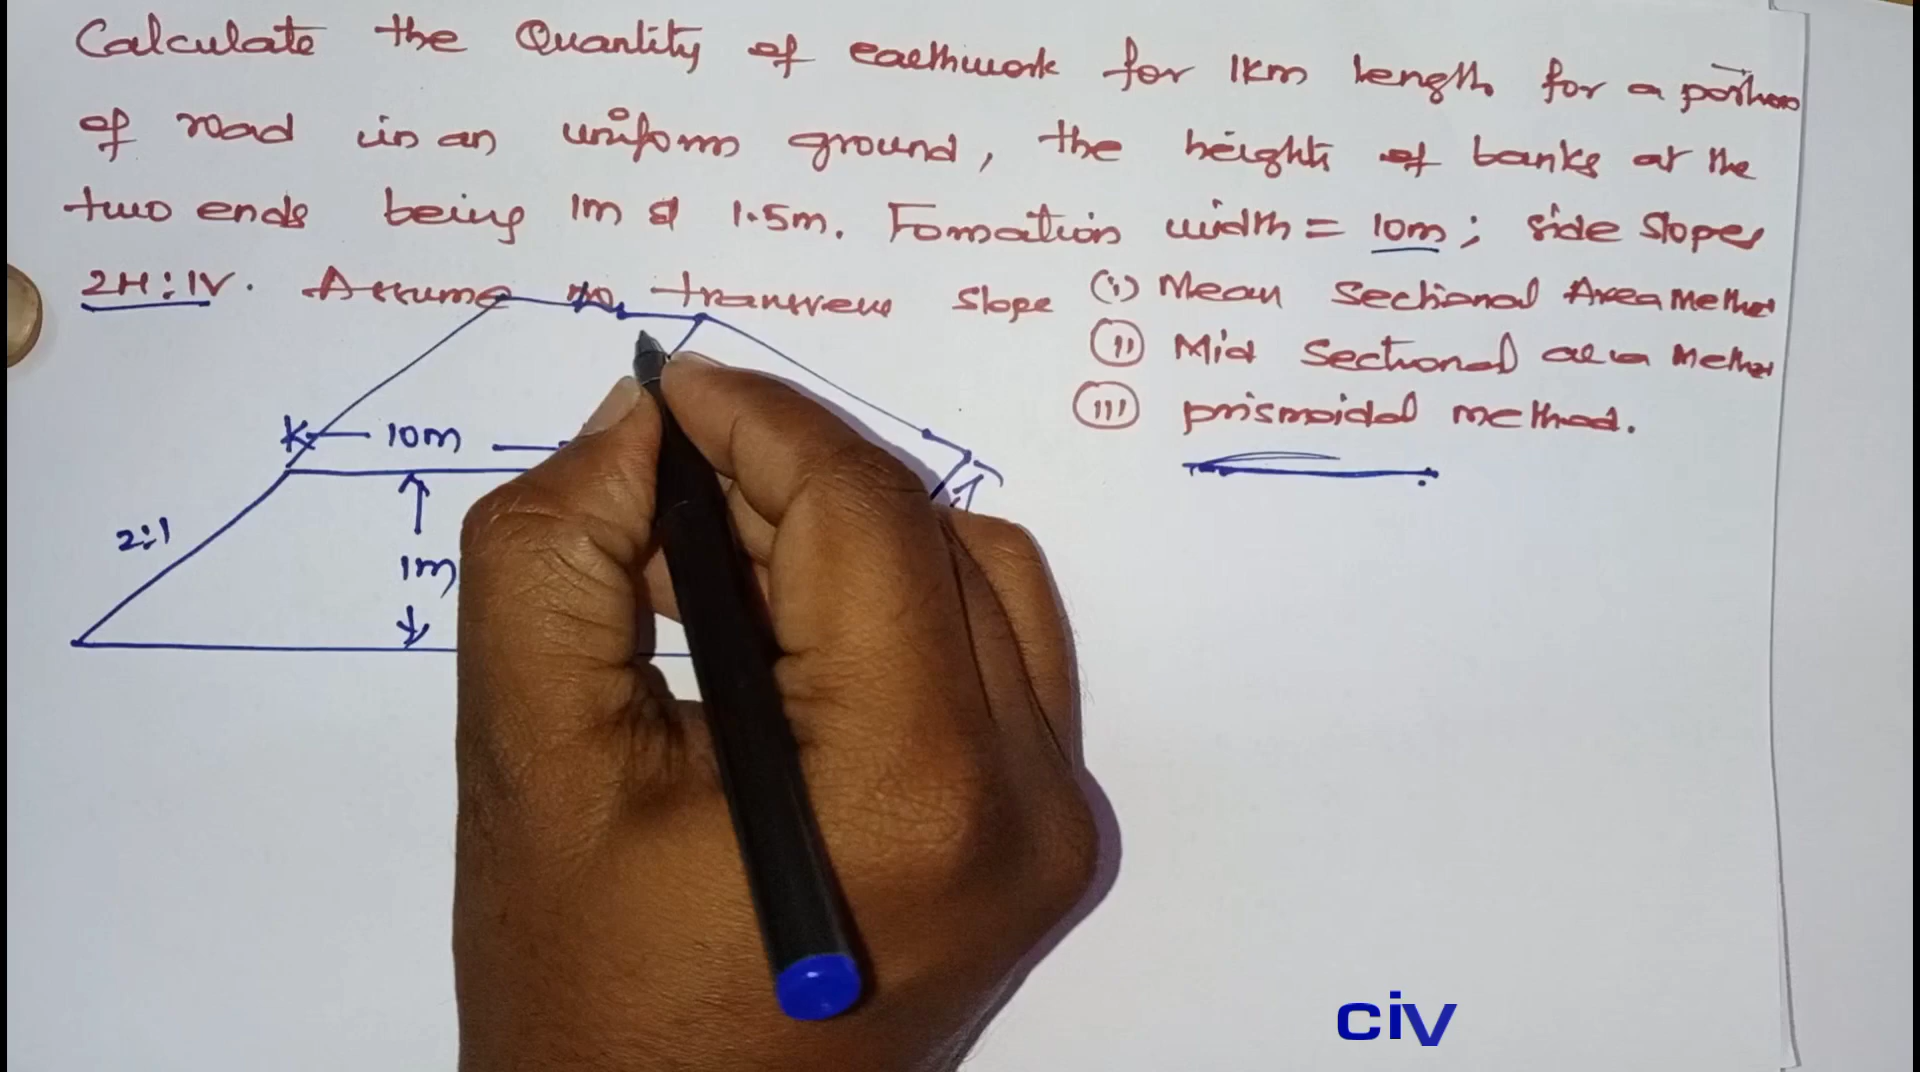 Calculate the Quantity of earthwork for 1km length for a portion
of road in an uniform ground, the heights of banks at the
two ends being 1m & 1.5m. Formation width = 10m; side slopes
2H:1V. Assume no transverse slope
(i) Mean Sectional Area Method
(ii) Mid Sectional area Method
(iii) prismoidal method.
10m
2:1
1m
civ